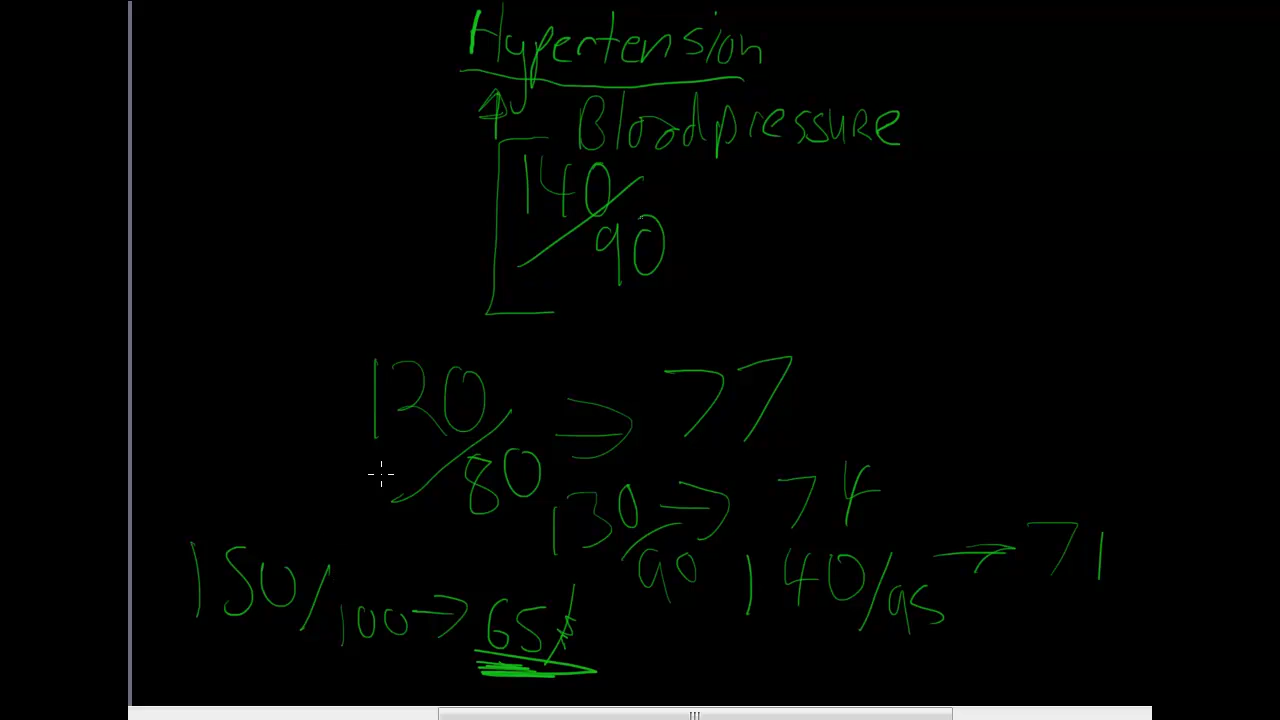 Hypertension
↑ Bloodpressure
140/90
120/80 → 77
130/90 → 74
140/95 → 71
150/100 → 65